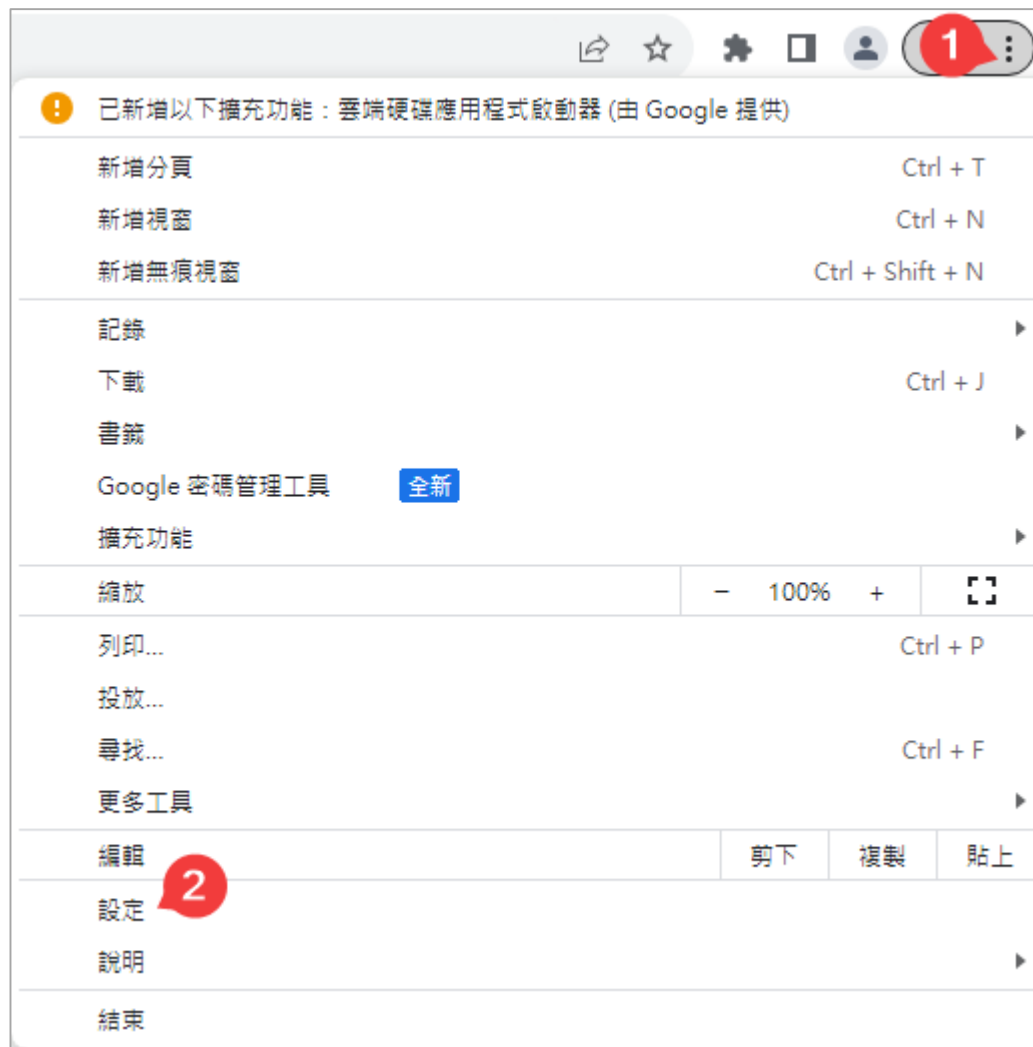 1
已新增以下擴充功能：雲端硬碟應用程式啟動器 (由 Google 提供)
新增分頁 Ctrl + T
新增視窗 Ctrl + N
新增無痕視窗 Ctrl + Shift + N
記錄
下載 Ctrl + J
書籤
Google 密碼管理工具 全新
擴充功能
縮放 − 100% +
列印... Ctrl + P
投放...
尋找... Ctrl + F
更多工具
編輯 剪下 複製 貼上
2
設定
說明
結束